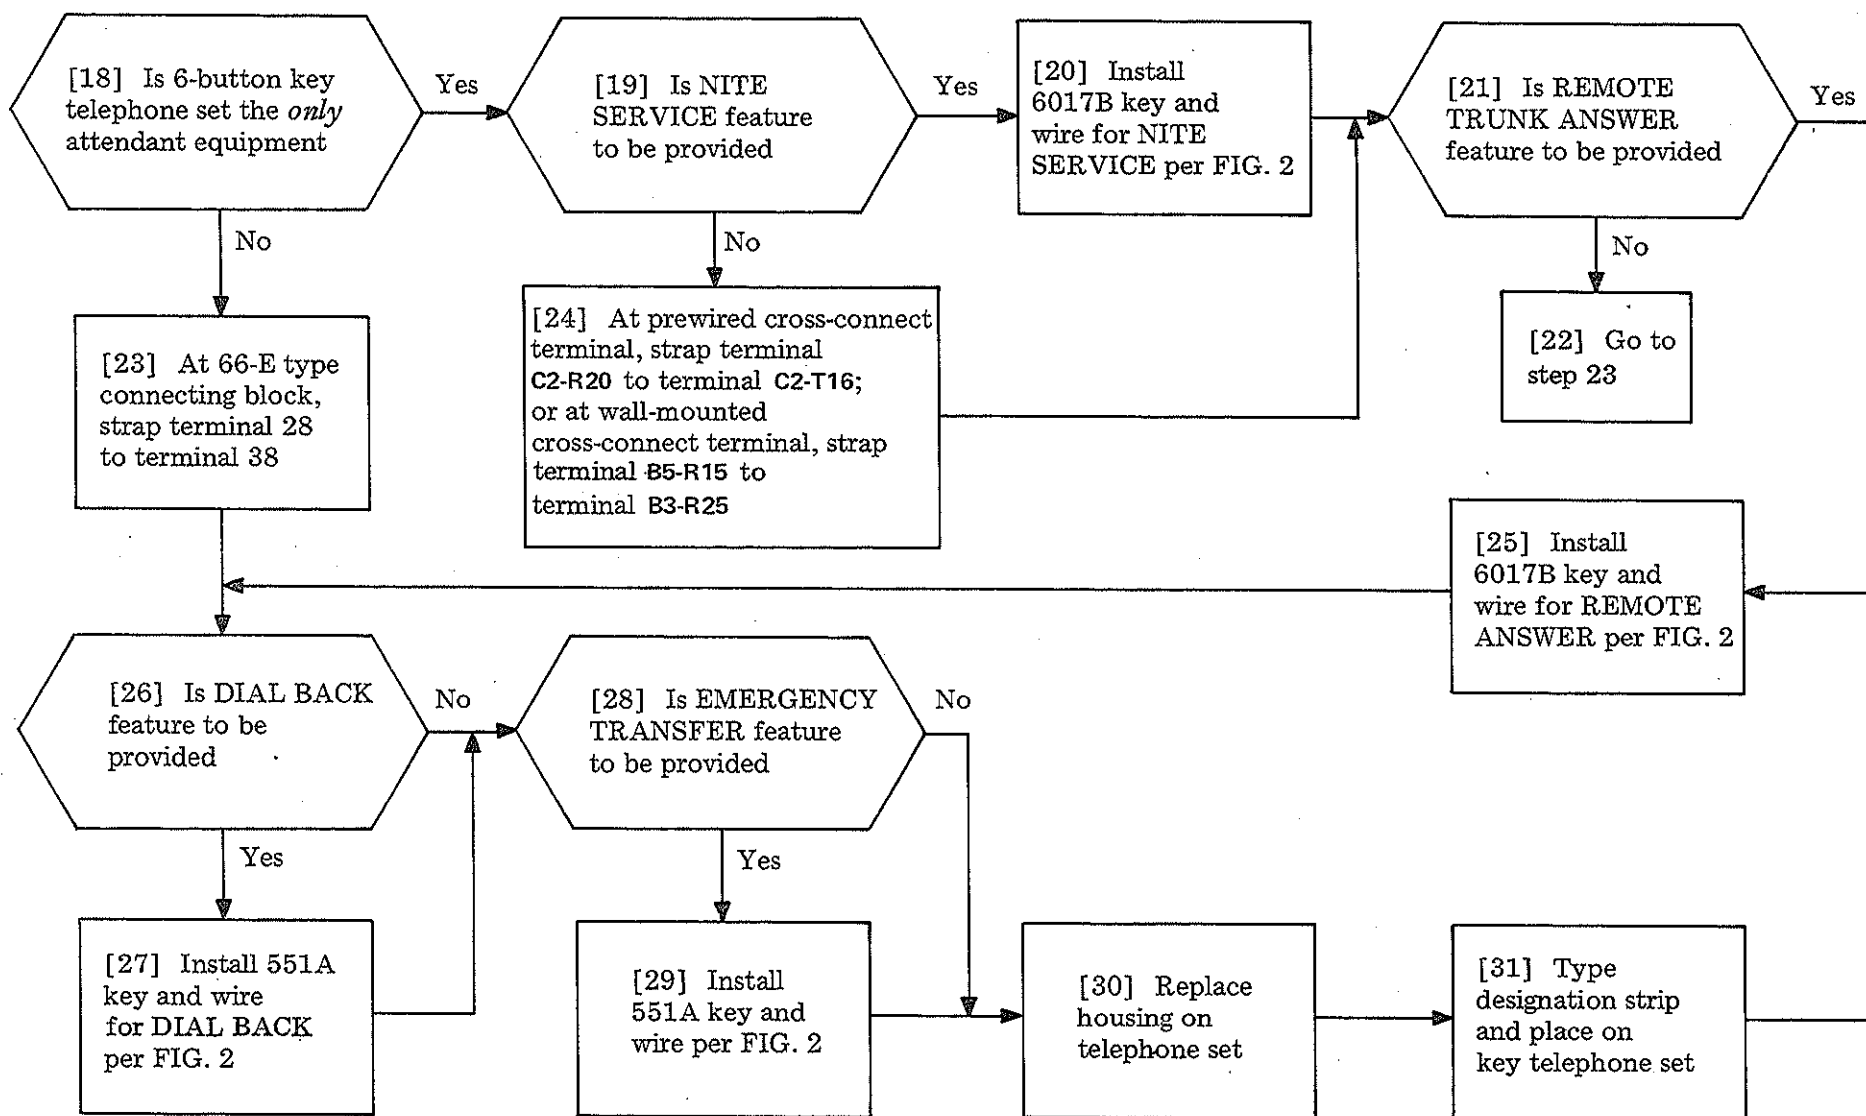 [18] Is 6-button key
telephone set the only
attendant equipment
Yes
No
[19] Is NITE
SERVICE feature
to be provided
Yes
No
[20] Install
6017B key and
wire for NITE
SERVICE per FIG. 2
[21] Is REMOTE
TRUNK ANSWER
feature to be provided
Yes
No
[22] Go to
step 23
[23] At 66-E type
connecting block,
strap terminal 28
to terminal 38
[24] At prewired cross-connect
terminal, strap terminal
C2-R20 to terminal C2-T16;
or at wall-mounted
cross-connect terminal, strap
terminal B5-R15 to
terminal B3-R25
[25] Install
6017B key and
wire for REMOTE
ANSWER per FIG. 2
[26] Is DIAL BACK
feature to be
provided
No
Yes
[27] Install 551A
key and wire
for DIAL BACK
per FIG. 2
[28] Is EMERGENCY
TRANSFER feature
to be provided
No
Yes
[29] Install
551A key and
wire per FIG. 2
[30] Replace
housing on
telephone set
[31] Type
designation strip
and place on
key telephone set